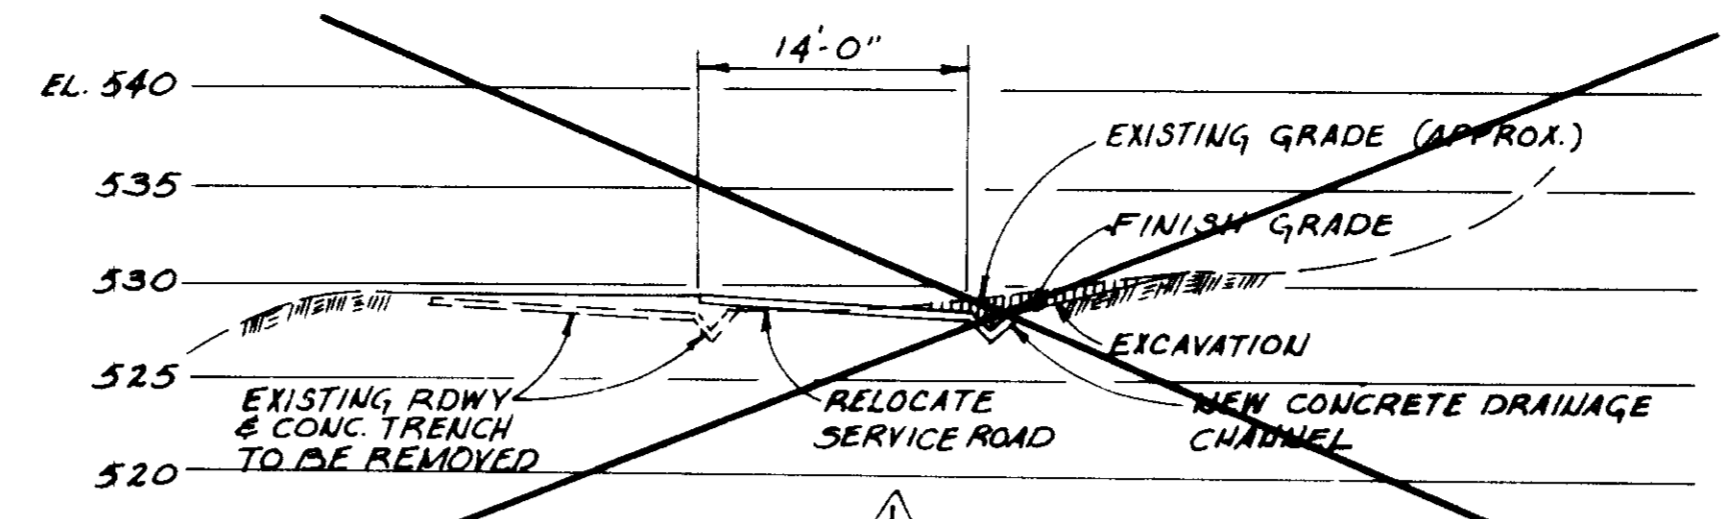 14'-0"
EL. 540
EXISTING GRADE (APPROX.)
535
FINISH GRADE
530
EXCAVATION
525
EXISTING RDWY
& CONC. TRENCH
TO BE REMOVED
RELOCATE
SERVICE ROAD
NEW CONCRETE DRAINAGE
CHANNEL
520
1